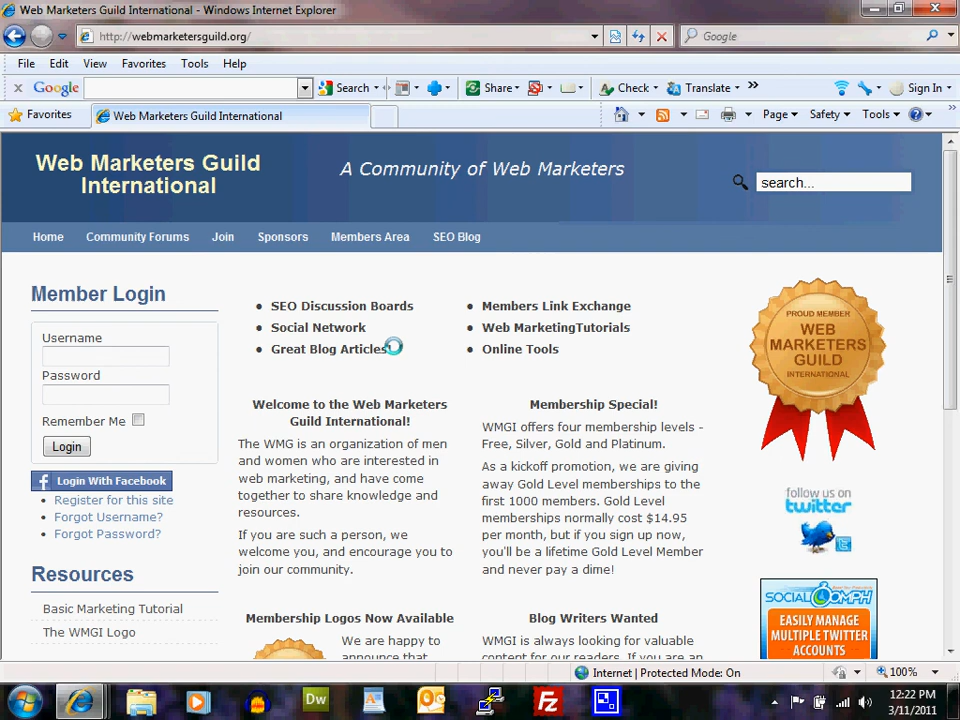 Web Marketers Guild International - Windows Internet Explorer
http://webmarketersguild.org/
Google
File Edit View Favorites Tools Help
Google Search Share Check Translate » Sign In
Favorites Web Marketers Guild International Page Safety Tools »
Web Marketers Guild
International
A Community of Web Marketers
search...
Home Community Forums Join Sponsors Members Area SEO Blog
Member Login
Username
Password
Remember Me
Login
Login With Facebook
• Register for this site
• Forgot Username?
• Forgot Password?
Resources
Basic Marketing Tutorial
The WMGI Logo
• SEO Discussion Boards
• Social Network
• Great Blog Articles
• Members Link Exchange
• Web MarketingTutorials
• Online Tools
Welcome to the Web Marketers
Guild International!
The WMG is an organization of men
and women who are interested in
web marketing, and have come
together to share knowledge and
resources.
If you are such a person, we
welcome you, and encourage you to
join our community.
Membership Logos Now Available
We are happy to
announce that
Membership Special!
WMGI offers four membership levels -
Free, Silver, Gold and Platinum.
As a kickoff promotion, we are giving
away Gold Level memberships to the
first 1000 members. Gold Level
memberships normally cost $14.95
per month, but if you sign up now,
you'll be a lifetime Gold Level Member
and never pay a dime!
Blog Writers Wanted
WMGI is always looking for valuable
content for our readers. If you are an
PROUD MEMBER
WEB
MARKETERS
GUILD
INTERNATIONAL
follow us on
twitter
t
SOCIAL OOMPH
EASILY MANAGE
MULTIPLE TWITTER
ACCOUNTS
Internet | Protected Mode: On 100%
Dw
Fz
12:22 PM
3/11/2011